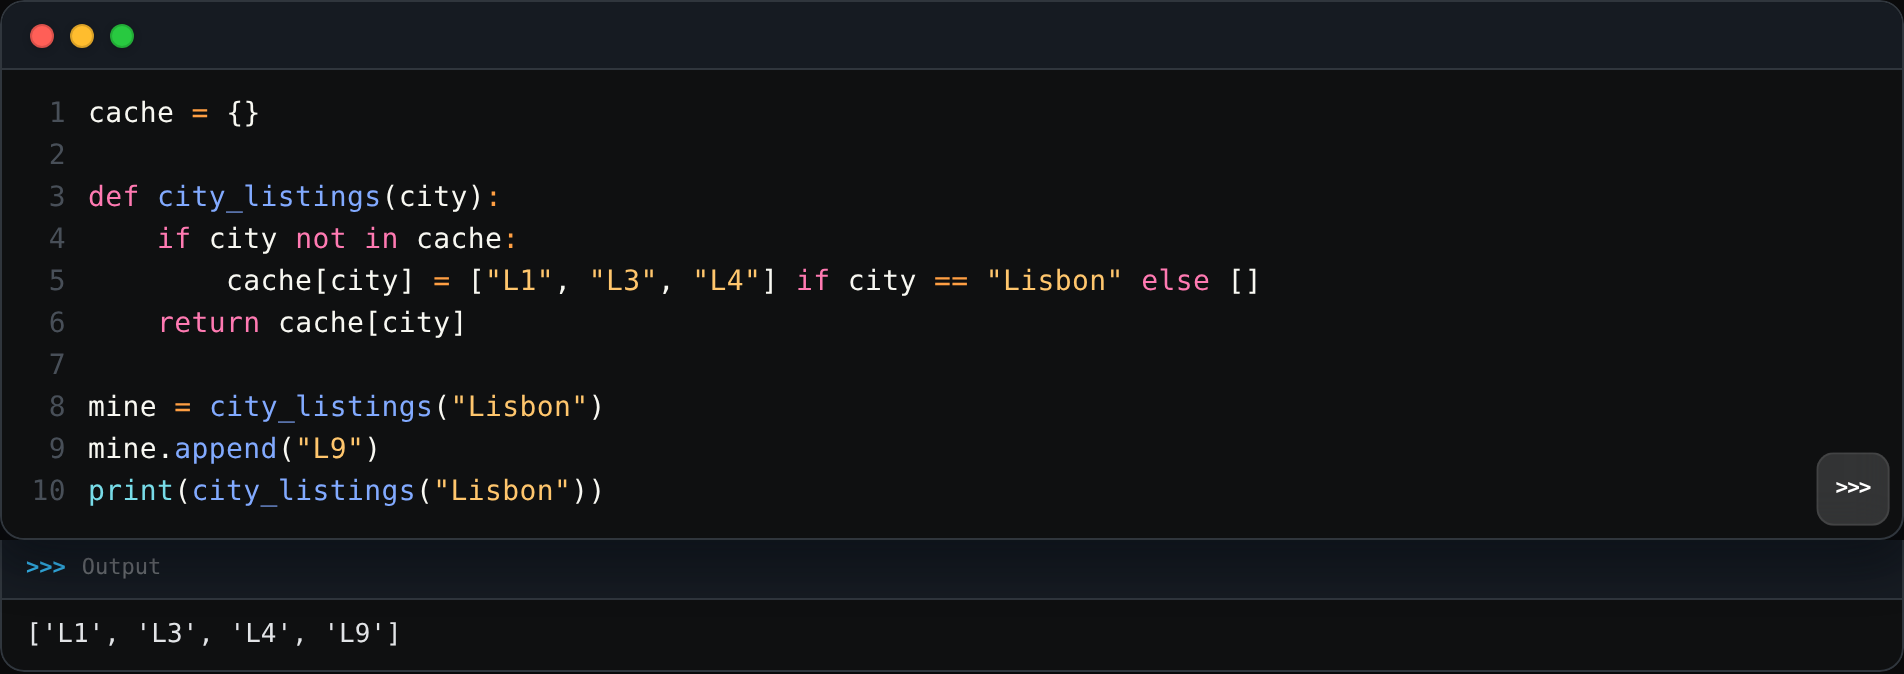 1 cache = {}
2
3 def city_listings(city):
4     if city not in cache:
5         cache[city] = ["L1", "L3", "L4"] if city == "Lisbon" else []
6     return cache[city]
7
8 mine = city_listings("Lisbon")
9 mine.append("L9")
10 print(city_listings("Lisbon"))
>>>
>>> Output
['L1', 'L3', 'L4', 'L9']